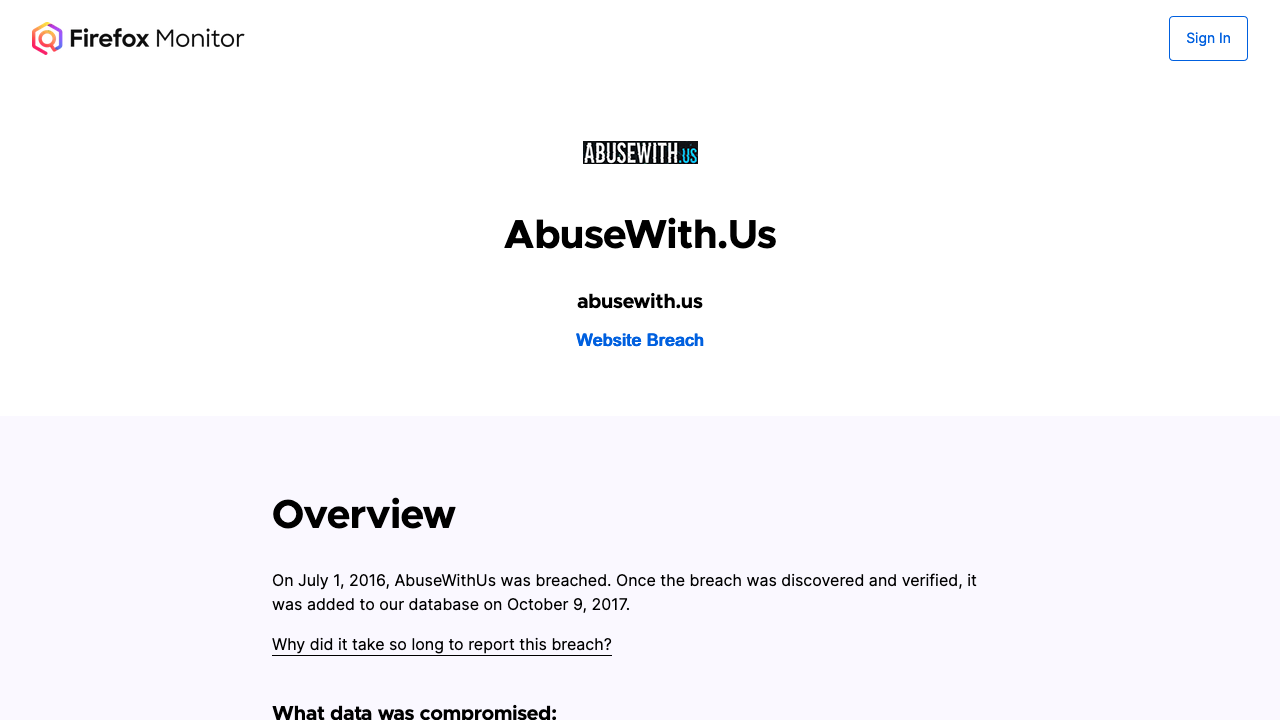 Firefox Monitor
Sign In
ABUSEWITH.US
AbuseWith.Us
abusewith.us
Website Breach
Overview
On July 1, 2016, AbuseWithUs was breached. Once the breach was discovered and verified, it
was added to our database on October 9, 2017.
Why did it take so long to report this breach?
What data was compromised: